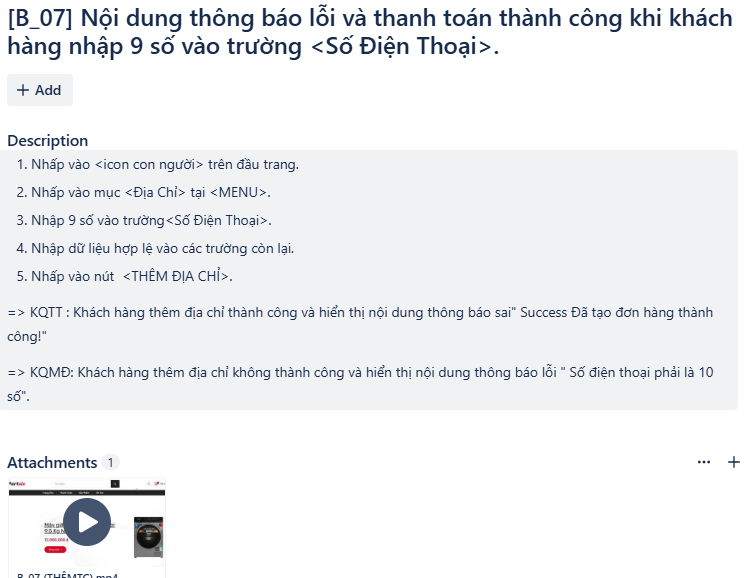 [B_07] Nội dung thông báo lỗi và thanh toán thành công khi khách
hàng nhập 9 số vào trường <Số Điện Thoại>.
+ Add
Description
1. Nhấp vào <icon con người> trên đầu trang.
2. Nhấp vào mục <Địa Chỉ> tại <MENU>.
3. Nhập 9 số vào trường<Số Điện Thoại>.
4. Nhập dữ liệu hợp lệ vào các trường còn lại.
5. Nhấp vào nút <THÊM ĐỊA CHỈ>.
=> KQTT : Khách hàng thêm địa chỉ thành công và hiển thị nội dung thông báo sai" Success Đã tạo đơn hàng thành
công!"
=> KQMĐ: Khách hàng thêm địa chỉ không thành công và hiển thị nội dung thông báo lỗi " Số điện thoại phải là 10
số".
Attachments 1
B_07 (THÊMTC).mp4